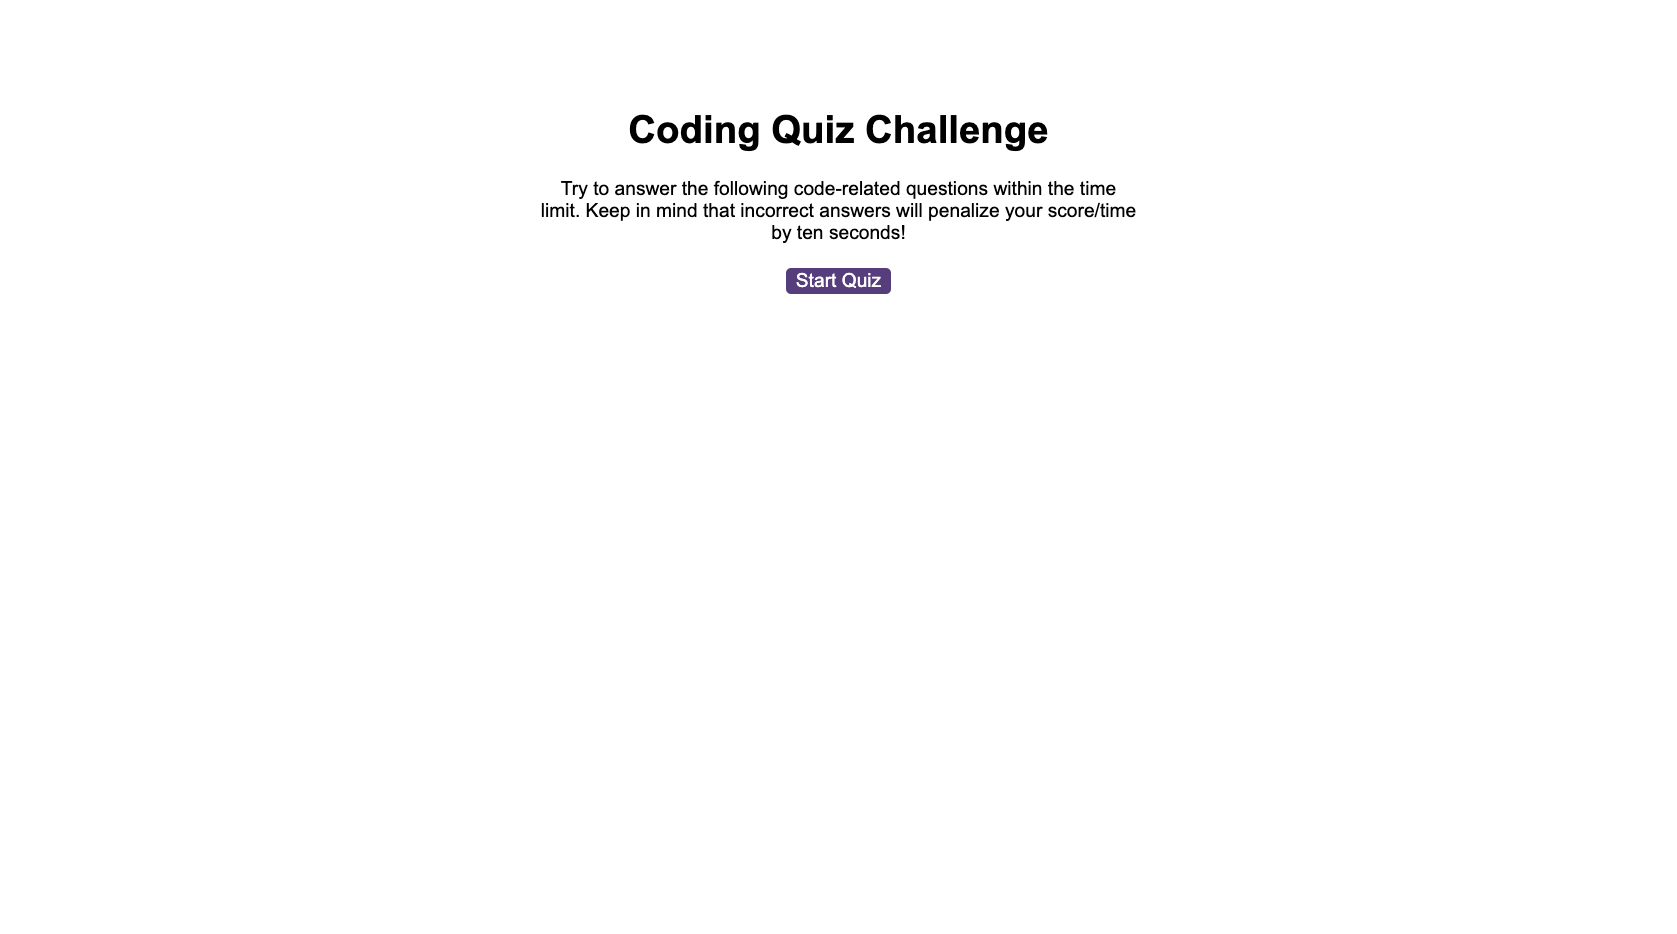 Coding Quiz Challenge
Try to answer the following code-related questions within the time
limit. Keep in mind that incorrect answers will penalize your score/time
by ten seconds!
Start Quiz